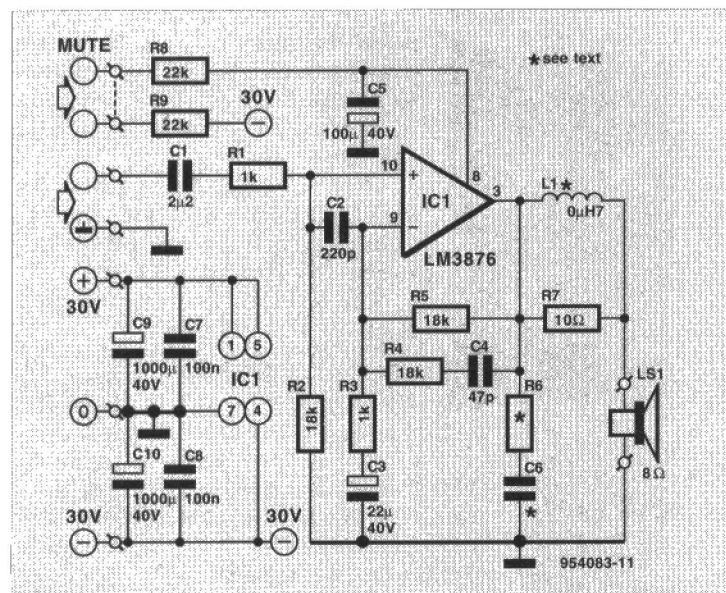 MUTE
R8
22k
* see text
R9
22k
30V
C5
100µ 40V
C1
2µ2
R1
1k
10
+
8
IC1
3
L1*
0µH7
C2
220p
9
−
LM3876
+
30V
R5
18k
R7
10Ω
C9
1000µ
40V
C7
100n
1
5
IC1
R4
18k
C4
47p
R2
18k
R3
1k
R6
*
LS1
0
7
4
C10
1000µ
40V
C8
100n
C3
22µ
40V
C6
*
8Ω
30V
−
30V
−
954083-11